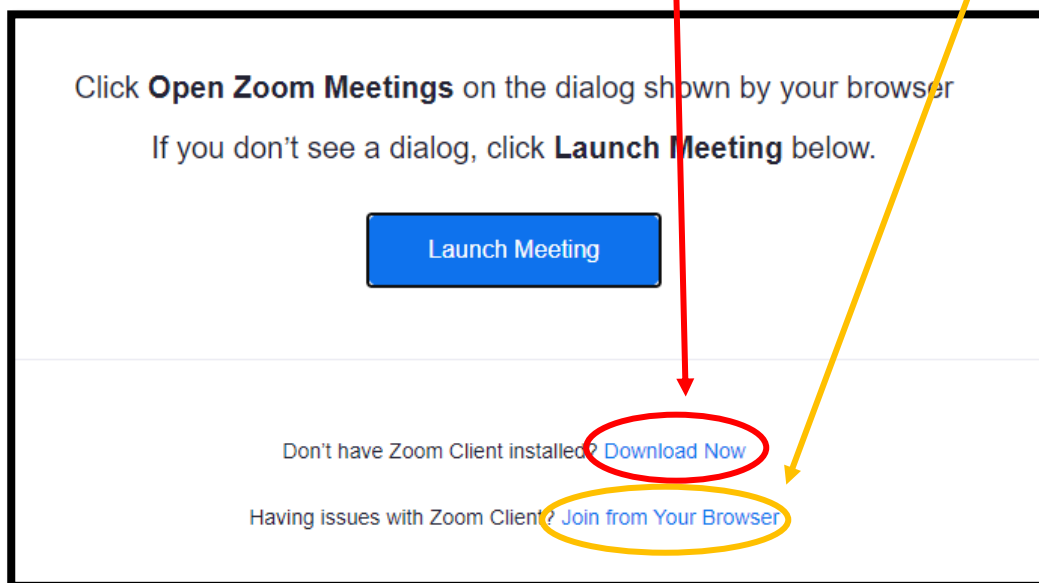 Click Open Zoom Meetings on the dialog shown by your browser
If you don’t see a dialog, click Launch Meeting below.
Launch Meeting
Don’t have Zoom Client installed? Download Now
Having issues with Zoom Client? Join from Your Browser